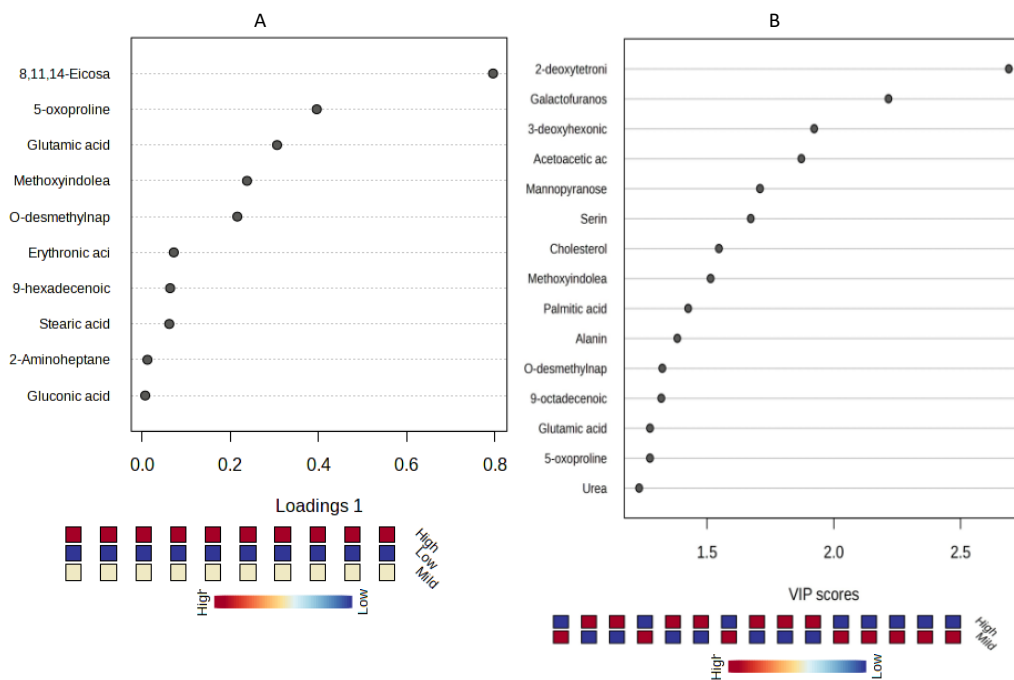 A
8,11,14-Eicosa
5-oxoproline
Glutamic acid
Methoxyindolea
O-desmethylnap
Erythronic aci
9-hexadecenoic
Stearic acid
2-Aminoheptane
Gluconic acid
0.0 0.2 0.4 0.6 0.8
Loadings 1
High
Low
Mild
High Low
B
2-deoxytetroni
Galactofuranos
3-deoxyhexonic
Acetoacetic ac
Mannopyranose
Serin
Cholesterol
Methoxyindolea
Palmitic acid
Alanin
O-desmethylnap
9-octadecenoic
Glutamic acid
5-oxoproline
Urea
1.5 2.0 2.5
VIP scores
High
Mild
High Low